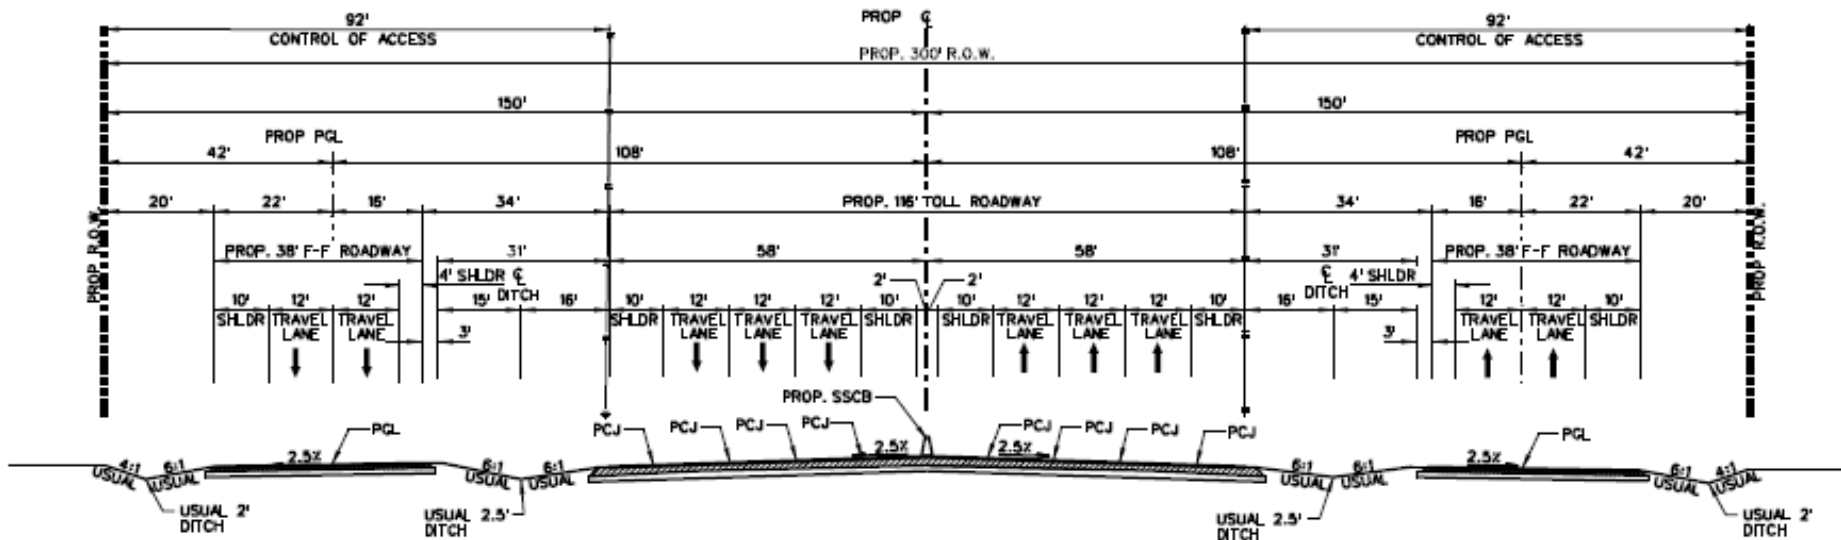 92'
PROP ℄
92'
CONTROL OF ACCESS
CONTROL OF ACCESS
PROP. 300' R.O.W.
150'
150'
PROP PGL
PROP PGL
42'
108'
108'
42'
20'
22'
16'
34'
PROP. 116' TOLL ROADWAY
34'
16'
22'
20'
PROP R.O.W.
PROP R.O.W.
PROP. 38' F-F ROADWAY
31'
58'
58'
31'
PROP. 38' F-F ROADWAY
4' SHLDR
℄
DITCH
2'
2'
℄
DITCH
4' SHLDR
10'
12'
12'
15'
16'
10'
12'
12'
12'
10'
10'
12'
12'
12'
10'
16'
15'
12'
12'
10'
SHLDR
TRAVEL
LANE
TRAVEL
LANE
SHLDR
TRAVEL
LANE
TRAVEL
LANE
TRAVEL
LANE
SHLDR
SHLDR
TRAVEL
LANE
TRAVEL
LANE
TRAVEL
LANE
SHLDR
TRAVEL
LANE
TRAVEL
LANE
SHLDR
3'
3'
PROP. SSCB
PGL
PCJ
PCJ
PCJ
PCJ
PCJ
PCJ
PCJ
PCJ
PGL
4:1
USUAL
6:1
USUAL
2.5%
6:1
USUAL
6:1
USUAL
2.5%
2.5%
6:1
USUAL
6:1
USUAL
2.5%
6:1
USUAL
4:1
USUAL
USUAL 2'
DITCH
USUAL 2.5'
DITCH
USUAL 2.5'
DITCH
USUAL 2'
DITCH